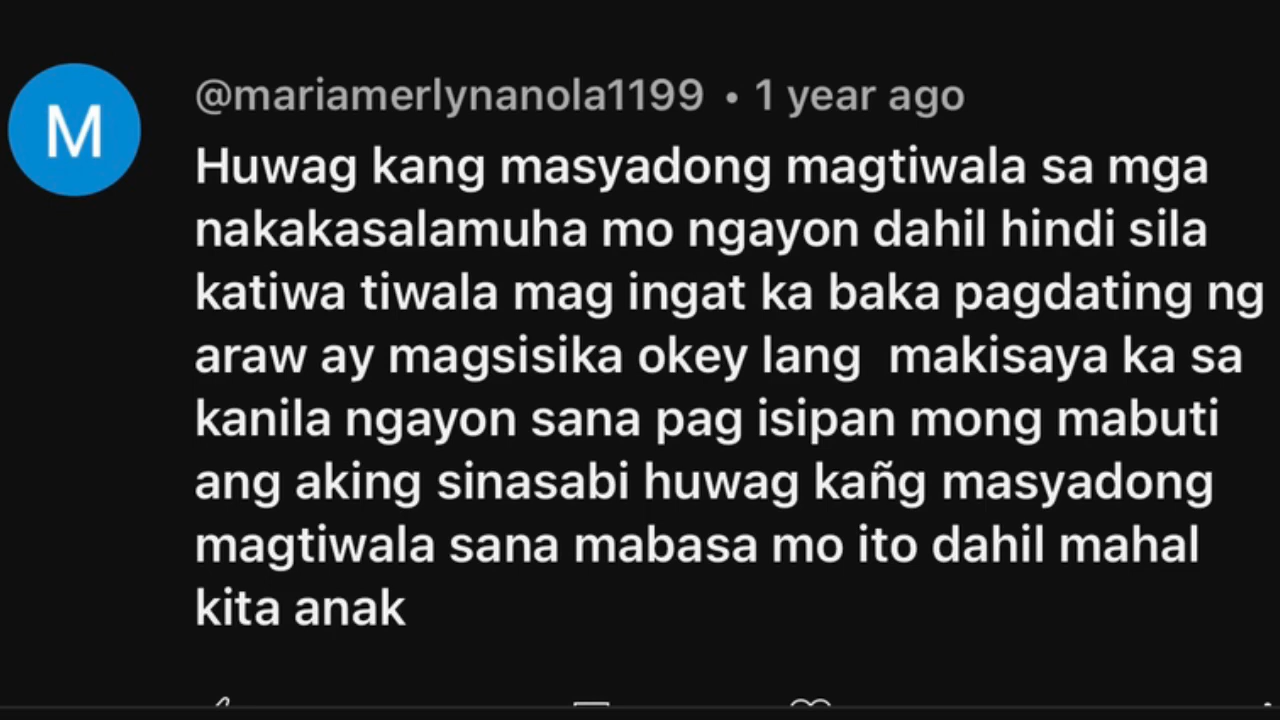 M
@mariamerlynanola1199 • 1 year ago
Huwag kang masyadong magtiwala sa mga
nakakasalamuha mo ngayon dahil hindi sila
katiwa tiwala mag ingat ka baka pagdating ng
araw ay magsisika okey lang  makisaya ka sa
kanila ngayon sana pag isipan mong mabuti
ang aking sinasabi huwag kañg masyadong
magtiwala sana mabasa mo ito dahil mahal
kita anak